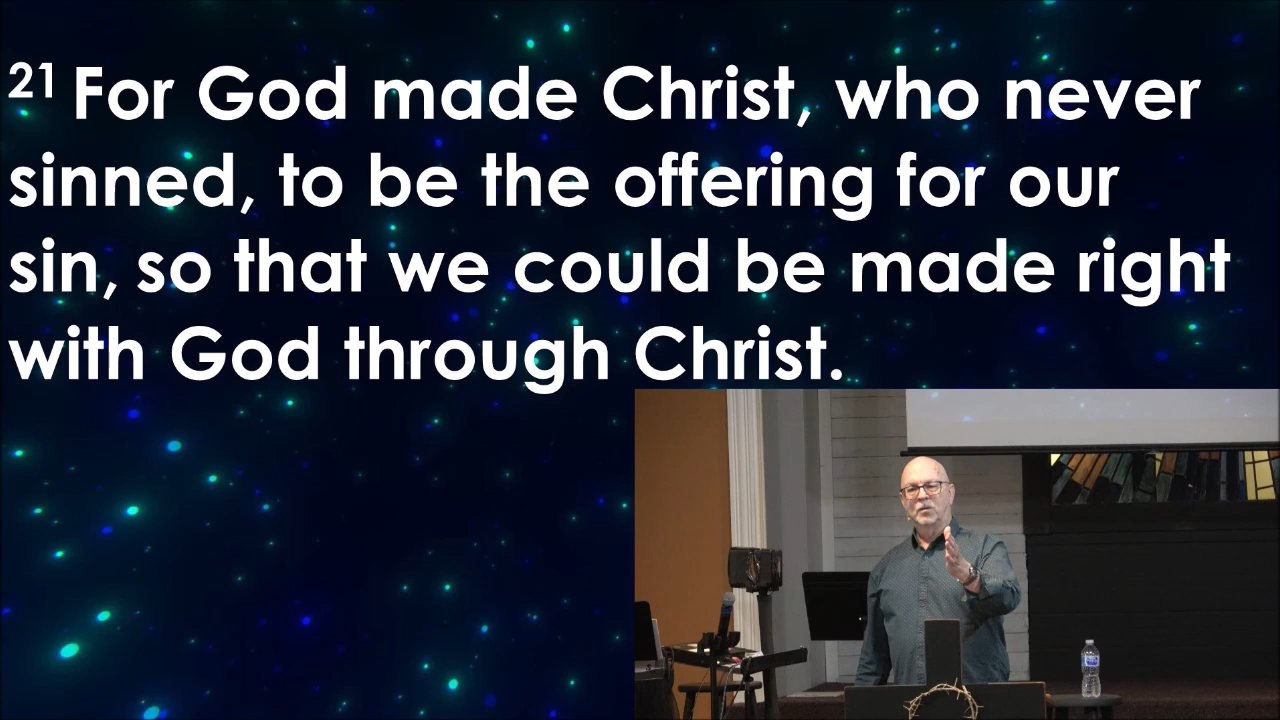 21 For God made Christ, who never
sinned, to be the offering for our
sin, so that we could be made right
with God through Christ.